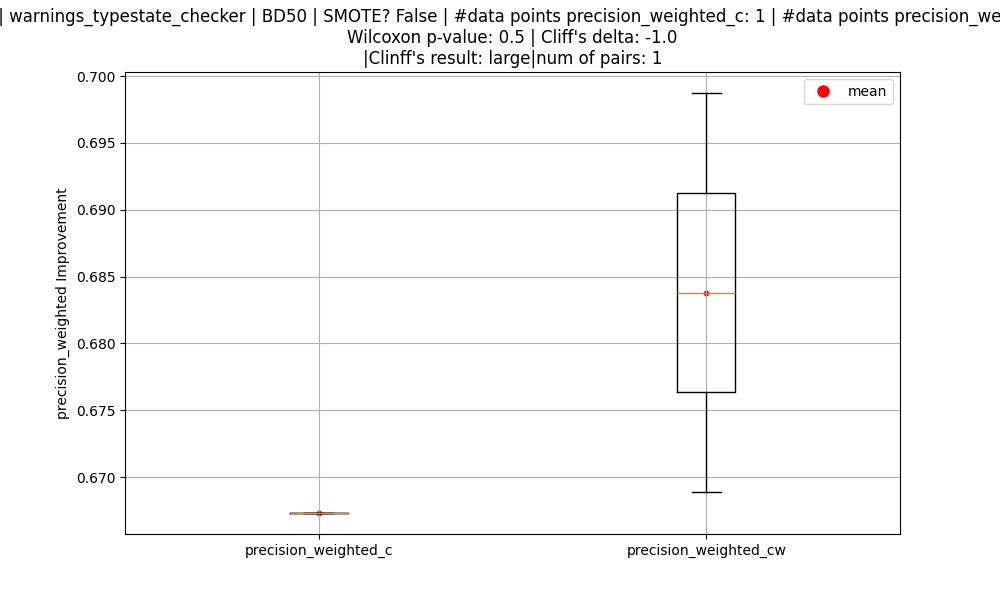 | warnings_typestate_checker | BD50 | SMOTE? False | #data points precision_weighted_c: 1 | #data points precision_we
Wilcoxon p-value: 0.5 | Cliff's delta: -1.0
|Clinff's result: large|num of pairs: 1
mean
0.700
0.695
0.690
0.685
0.680
0.675
0.670
precision_weighted Improvement
precision_weighted_c
precision_weighted_cw